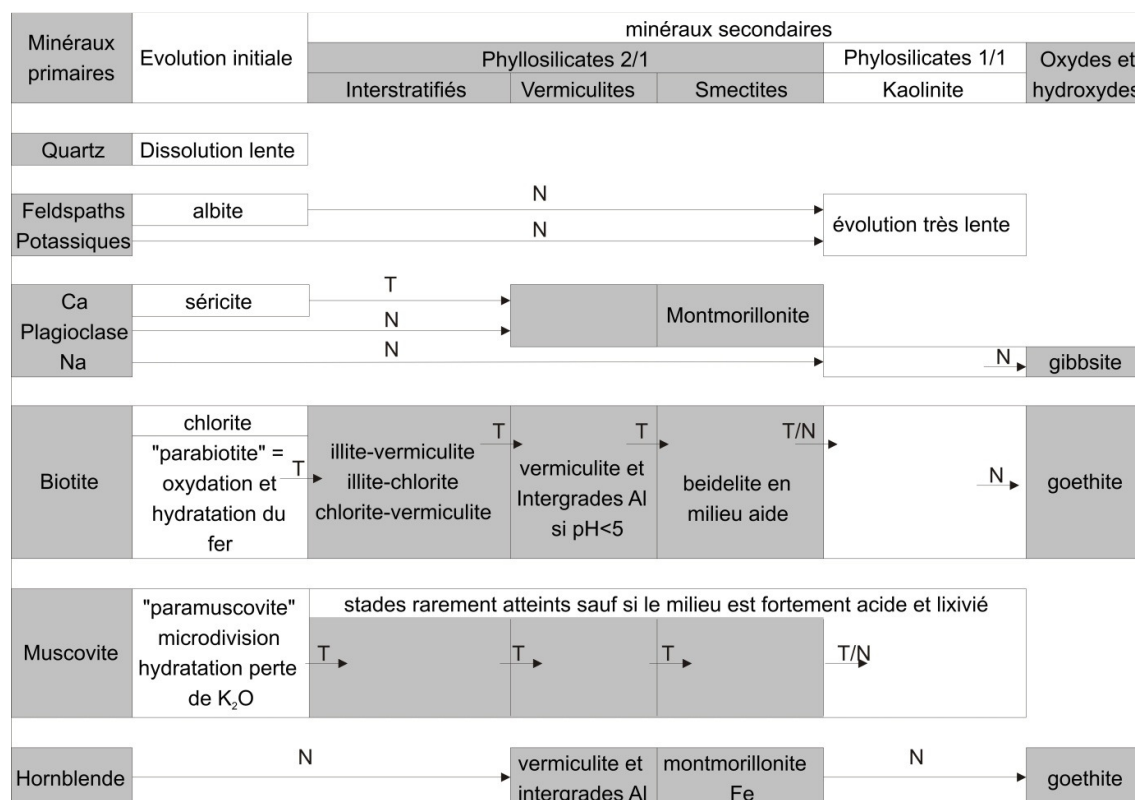 Minéraux
primaires
Evolution initiale
minéraux secondaires
Phyllosilicates 2/1
Phylosilicates 1/1
Oxydes et
hydroxydes
Interstratifiés
Vermiculites
Smectites
Kaolinite
Quartz
Dissolution lente
Feldspaths
Potassiques
albite
N
N
évolution très lente
Ca
Plagioclase
Na
séricite
T
N
N
Montmorillonite
N
gibbsite
Biotite
chlorite
"parabiotite" =
oxydation et
hydratation du
fer
T
illite-vermiculite
illite-chlorite
chlorite-vermiculite
T
vermiculite et
Intergrades Al
si pH<5
T
beidelite en
milieu aide
T/N
N
goethite
Muscovite
"paramuscovite"
microdivision
hydratation perte
de K₂O
stades rarement atteints sauf si le milieu est fortement acide et lixivié
T
T
T
T/N
Hornblende
N
vermiculite et
intergrades Al
montmorillonite
Fe
N
goethite